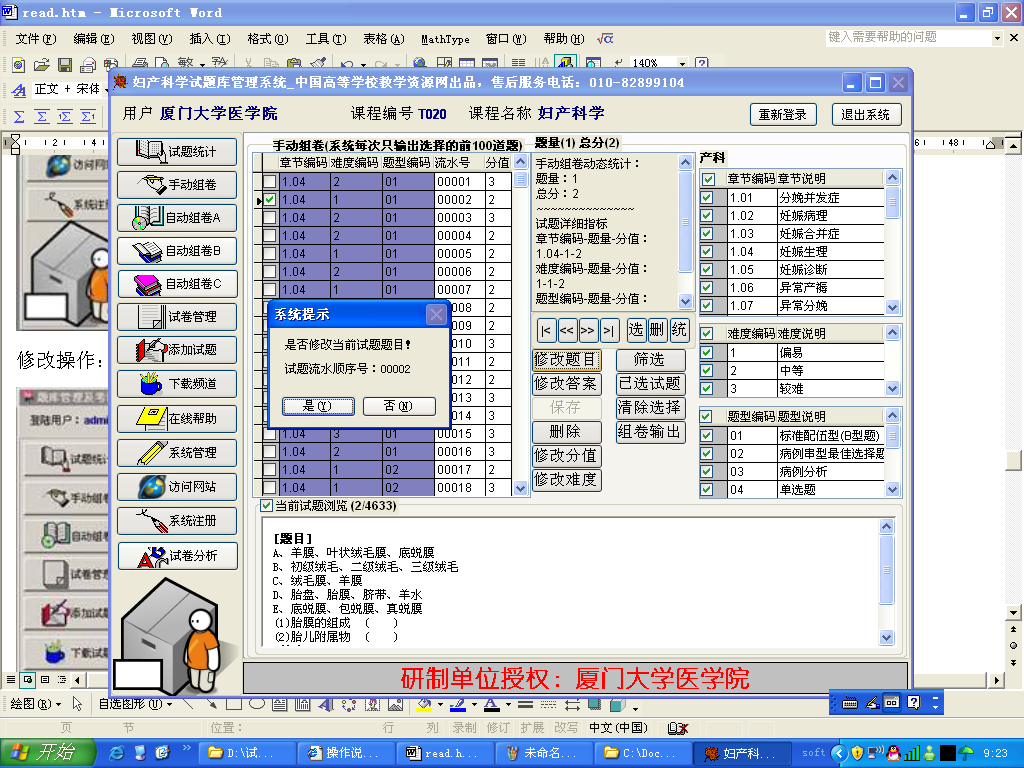 read.htm - Microsoft Word
文件(F) 编辑(E) 视图(V) 插入(I) 格式(O) 工具(T) 表格(A) MathType 窗口(W) 帮助(H) √α
键入需要帮助的问题
140%
正文 + 宋体
妇产科学试题库管理系统_中国高等学校教学资源网出品，售后服务电话：010-82899104
用户 厦门大学医学院 课程编号 T020 课程名称 妇产科学
重新登录 退出系统
试题统计
手动组卷
自动组卷A
自动组卷B
自动组卷C
试卷管理
添加试题
下载频道
在线帮助
系统管理
访问网站
系统注册
试卷分析
手动组卷(系统每次只输出选择的前100道题)
章节编码 难度编码 题型编码 流水号 分值
1.04 2 01 00001 3
1.04 1 01 00002 2
1.04 2 01 00003 3
1.04 2 01 00004 2
1.04 1 01 00005 2
1.04 2 01 00006 2
1.04 1 01 00007 2
0008 2
0009 2
0010 3
0011 2
0012 2
0013 3
0014 3
1.04 3 01 00015 3
1.04 2 01 00016 3
1.04 1 02 00017 2
1.04 1 02 00018 3
系统提示
是否修改当前试题题目!
试题流水顺序号：00002
是(Y) 否(N)
题量(1) 总分(2)
手动组卷动态统计：
题量：1
总分：2
~~~~~~~~~~~~~~~~~
试题详细指标
章节编码-题量-分值：
1.04-1-2
难度编码-题量-分值：
1-1-2
题型编码-题量-分值：
|< << >> >| 选 删 统
修改题目 筛选
修改答案 已选试题
保存 清除选择
删除 组卷输出
修改分值
修改难度
产科
章节编码 章节说明
1.01 分娩并发症
1.02 妊娠病理
1.03 妊娠合并症
1.04 妊娠生理
1.05 妊娠诊断
1.06 异常产褥
1.07 异常分娩
难度编码 难度说明
1 偏易
2 中等
3 较难
题型编码 题型说明
01 标准配伍型(B型题)
02 病例串型最佳选择题
03 病例分析
04 单选题
当前试题浏览 (2/4633)
[题目]
A、羊膜、叶状绒毛膜、底蜕膜
B、初级绒毛、二级绒毛、三级绒毛
C、绒毛膜、羊膜
D、胎盘、胎膜、脐带、羊水
E、底蜕膜、包蜕膜、真蜕膜
(1)胎膜的组成 （ ）
(2)胎儿附属物 （ ）
研制单位授权：厦门大学医学院
访问网
系统注
修改操作:
题库管理及考
登陆用户：admi
试题统
手动组
自动组
试卷管
添加试
下载试
绘图(R) 自选图形(U)
页 节 位置： 行 列 录制 修订 扩展 改写 中文(中国)
开始 D:\试... 操作说... read.h... 未命名... C:\Doc... 妇产科... soft 9:23